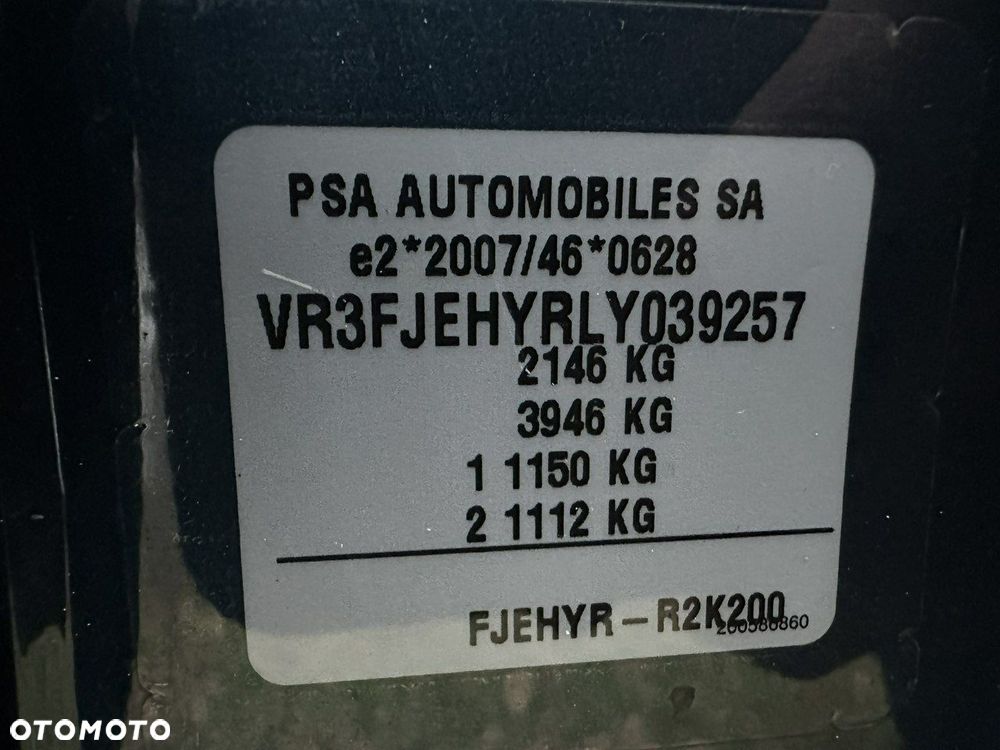 PSA AUTOMOBILES SA
e2*2007/46*0628
VR3FJEHYRLY039257
2146 KG
3946 KG
1 1150 KG
2 1112 KG
FJEHYR – R2K200
OTOMOTO